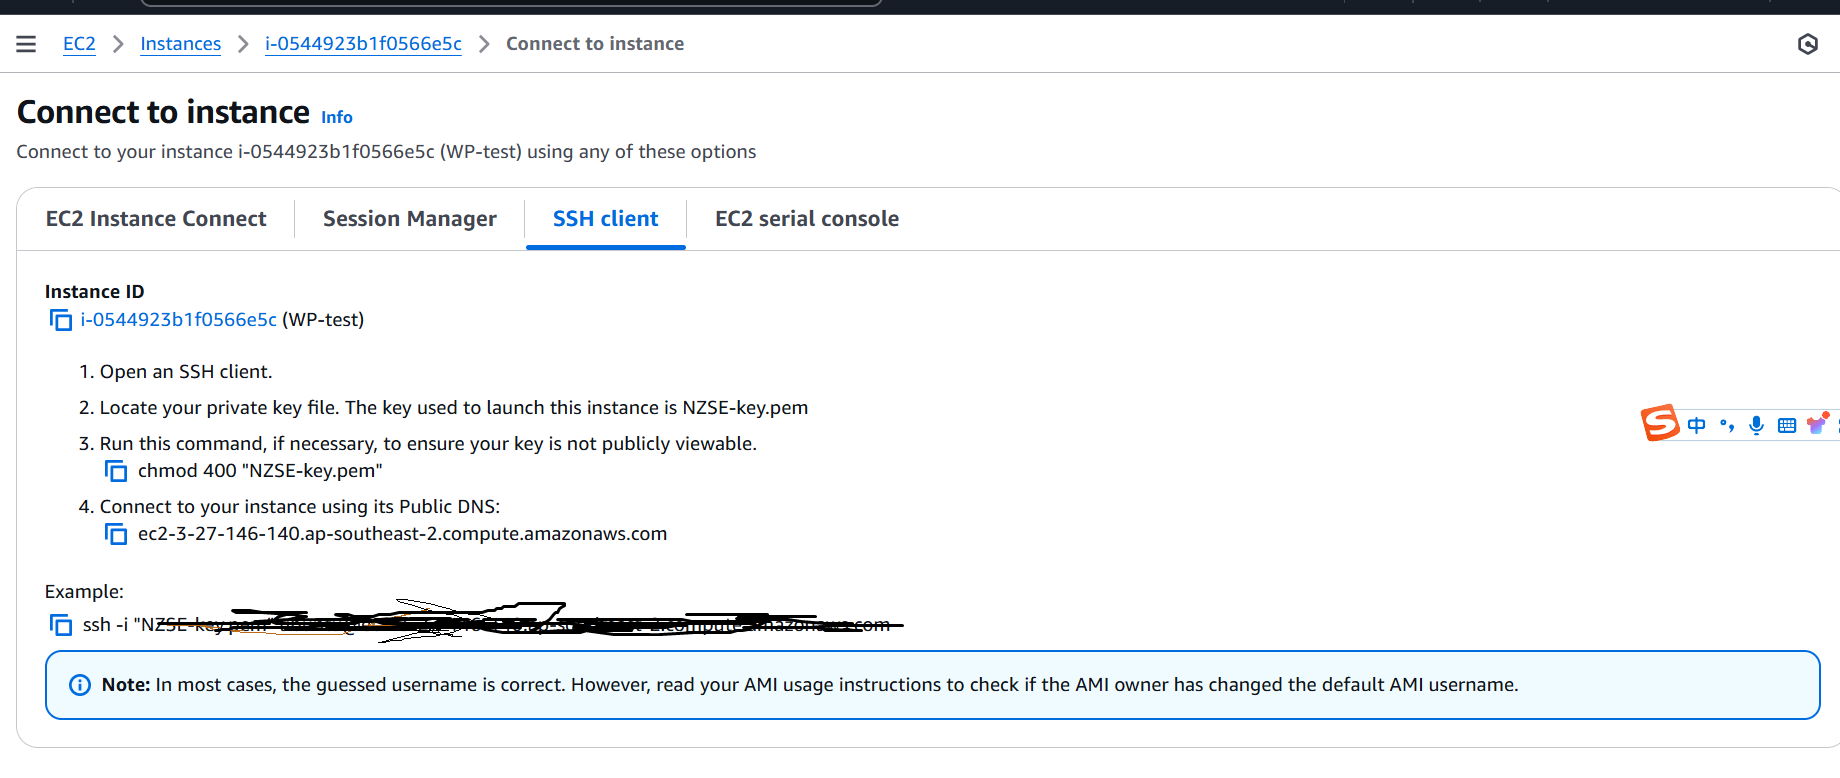 EC2 > Instances > i-0544923b1f0566e5c > Connect to instance
Connect to instance Info
Connect to your instance i-0544923b1f0566e5c (WP-test) using any of these options
EC2 Instance Connect Session Manager SSH client EC2 serial console
Instance ID
i-0544923b1f0566e5c (WP-test)
1. Open an SSH client.
2. Locate your private key file. The key used to launch this instance is NZSE-key.pem
3. Run this command, if necessary, to ensure your key is not publicly viewable.
chmod 400 "NZSE-key.pem"
4. Connect to your instance using its Public DNS:
ec2-3-27-146-140.ap-southeast-2.compute.amazonaws.com
S 中 °,
Example:
ssh -i "NZSE-key.pem"
Note: In most cases, the guessed username is correct. However, read your AMI usage instructions to check if the AMI owner has changed the default AMI username.